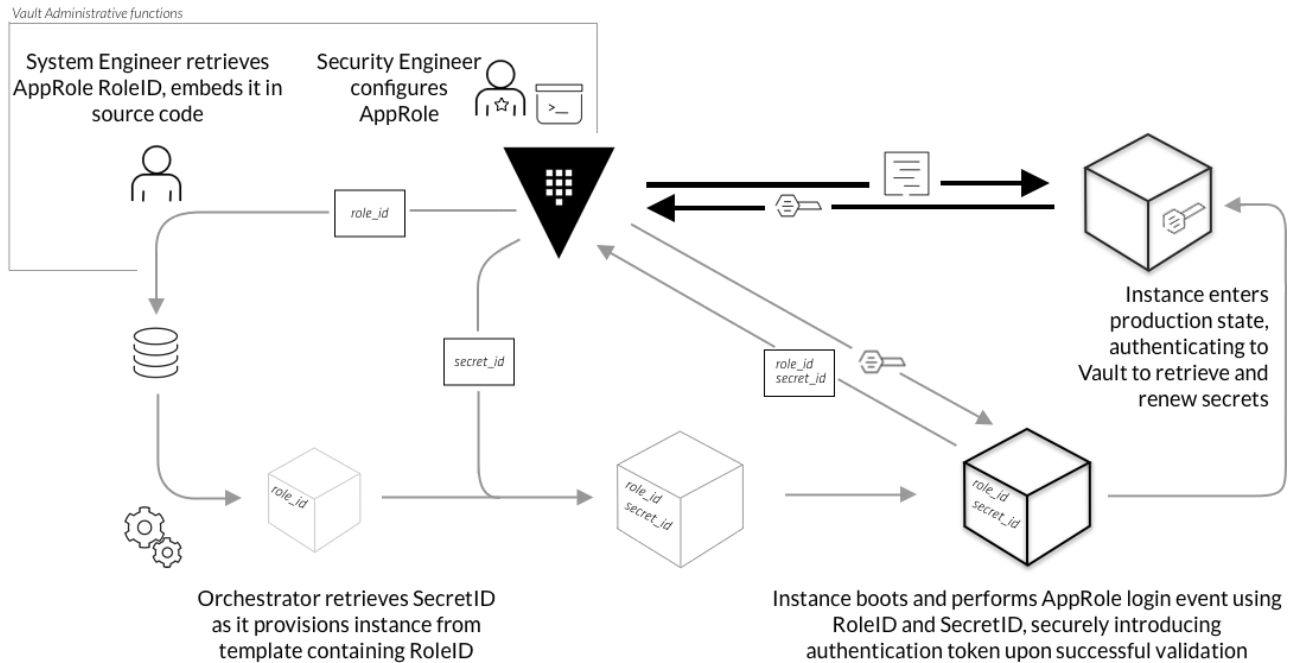 Vault Administrative functions
System Engineer retrieves
AppRole RoleID, embeds it in
source code
Security Engineer
configures
AppRole
>_
role_id
secret_id
role_id
secret_id
Instance enters
production state,
authenticating to
Vault to retrieve and
renew secrets
role_id
role_id
secret_id
role_id
secret_id
Orchestrator retrieves SecretID
as it provisions instance from
template containing RoleID
Instance boots and performs AppRole login event using
RoleID and SecretID, securely introducing
authentication token upon successful validation